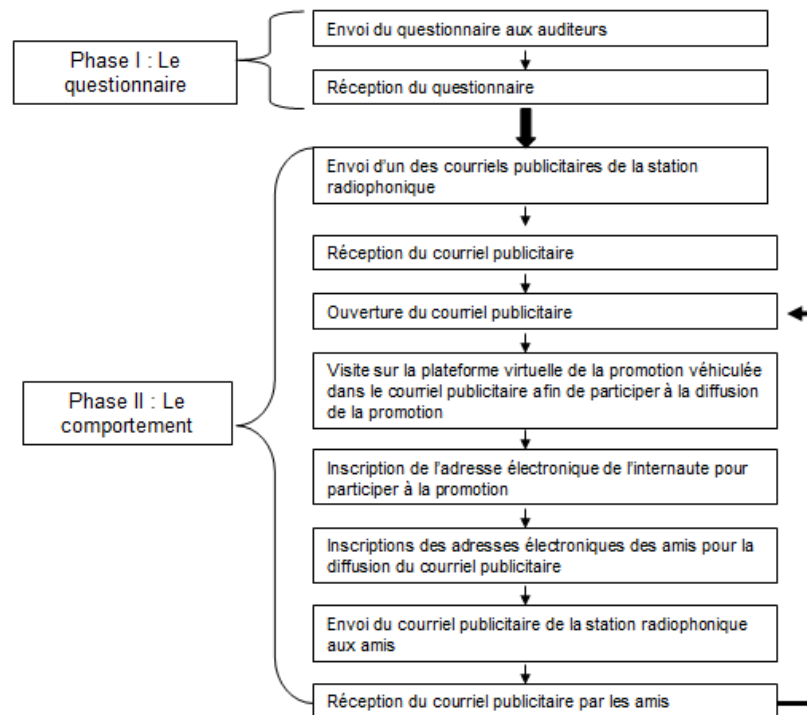 Envoi du questionnaire aux auditeurs
Phase I : Le
questionnaire
Réception du questionnaire
Envoi d'un des courriels publicitaires de la station
radiophonique
Réception du courriel publicitaire
Ouverture du courriel publicitaire
Visite sur la plateforme virtuelle de la promotion véhiculée
dans le courriel publicitaire afin de participer à la diffusion
de la promotion
Phase II : Le
comportement
Inscription de l'adresse électronique de l'internaute pour
participer à la promotion
Inscriptions des adresses électroniques des amis pour la
diffusion du courriel publicitaire
Envoi du courriel publicitaire de la station radiophonique
aux amis
Réception du courriel publicitaire par les amis